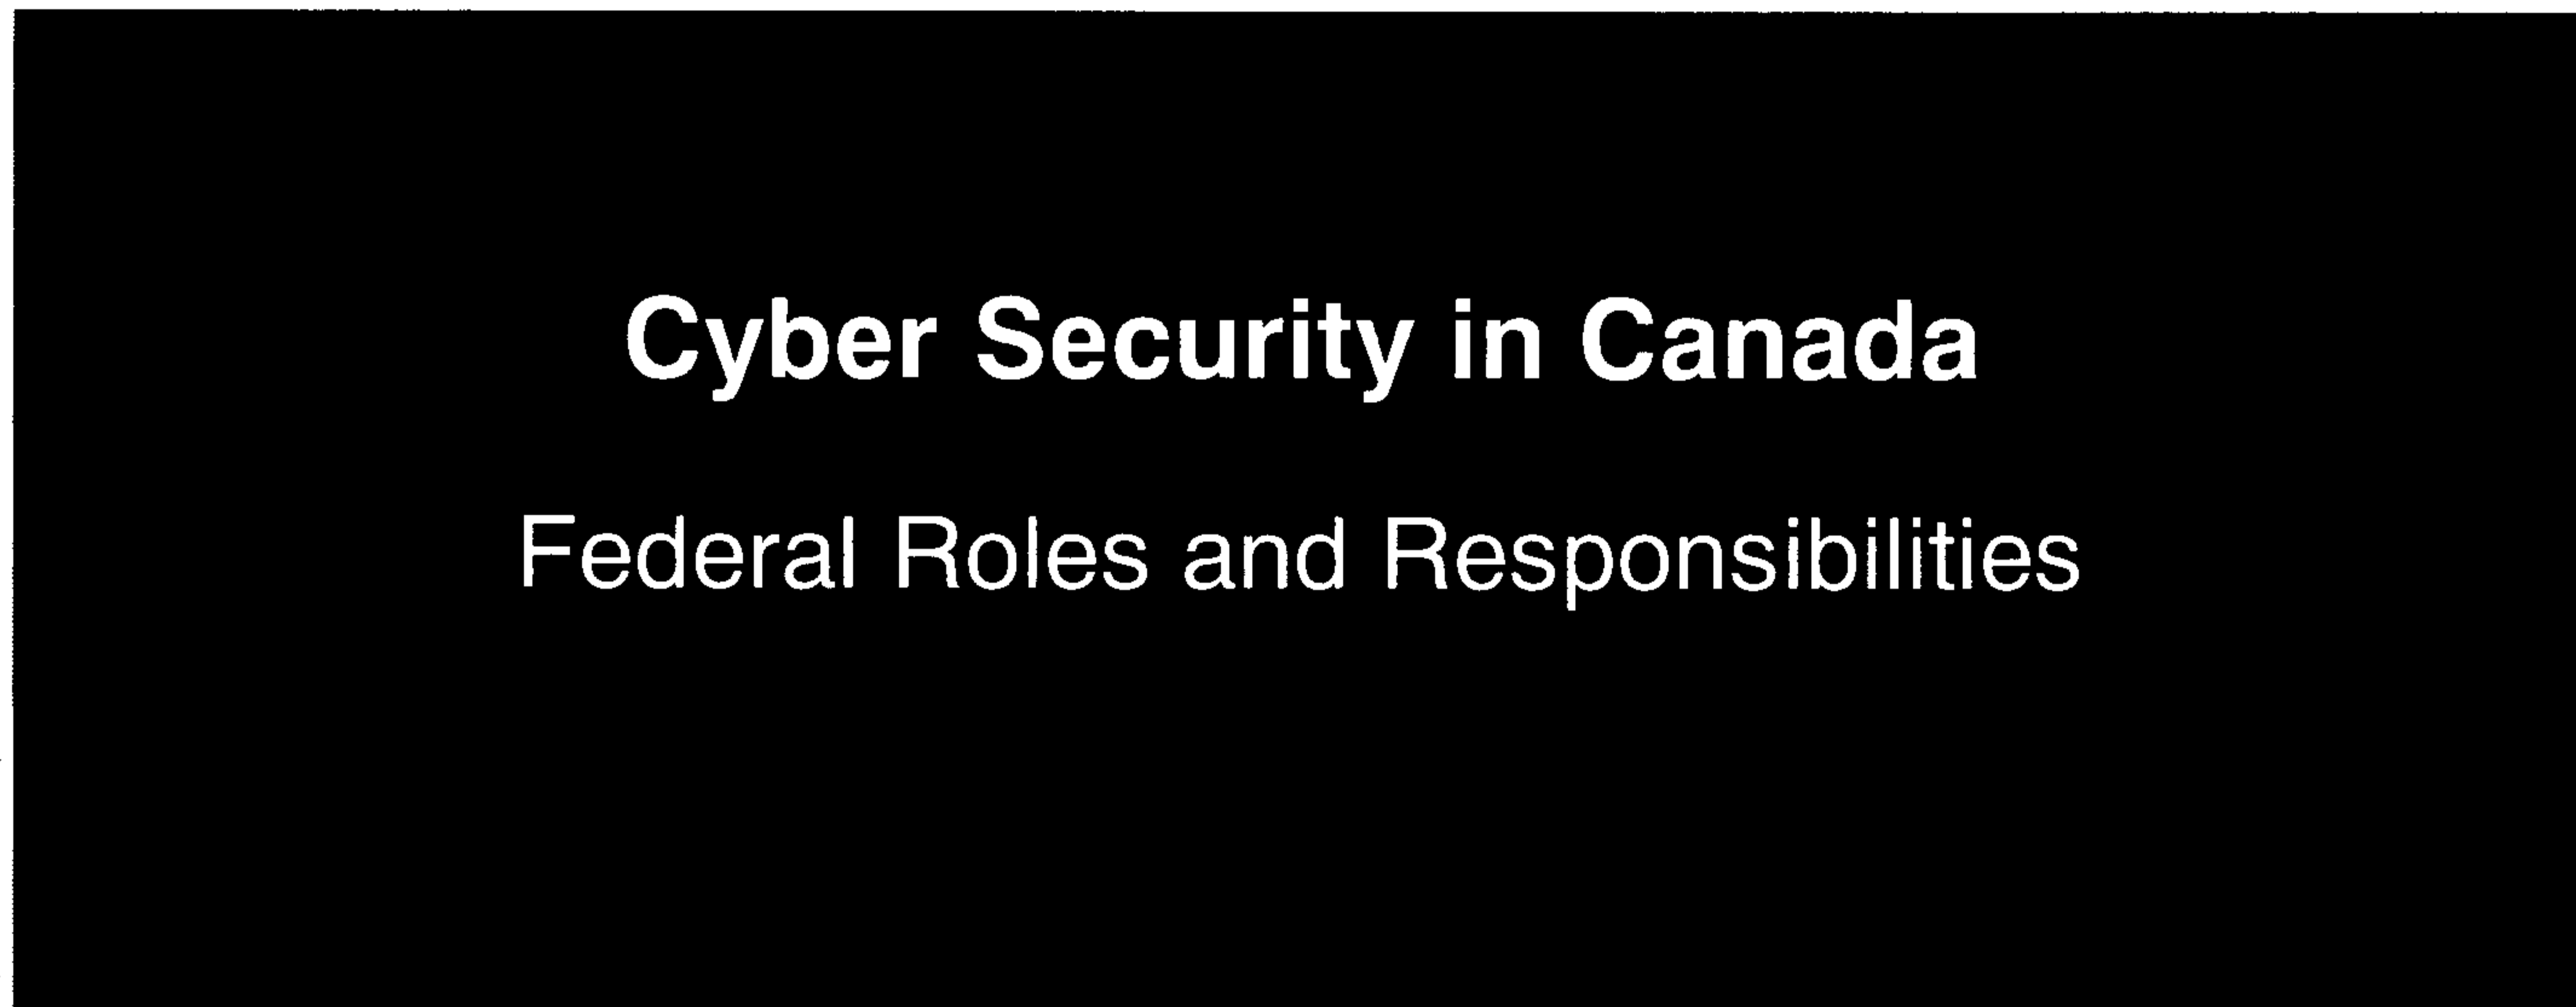 Cyber Security in Canada
Federal Roles and Responsibilities